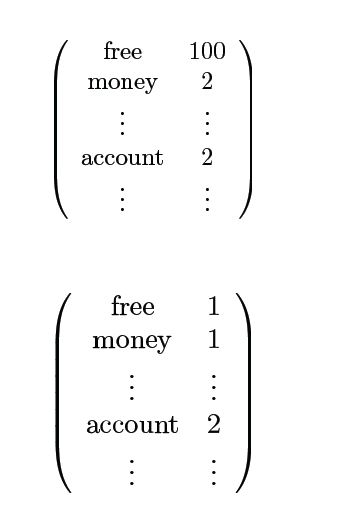 free 100
money 2
⋮ ⋮
account 2
⋮ ⋮
free 1
money 1
⋮ ⋮
account 2
⋮ ⋮